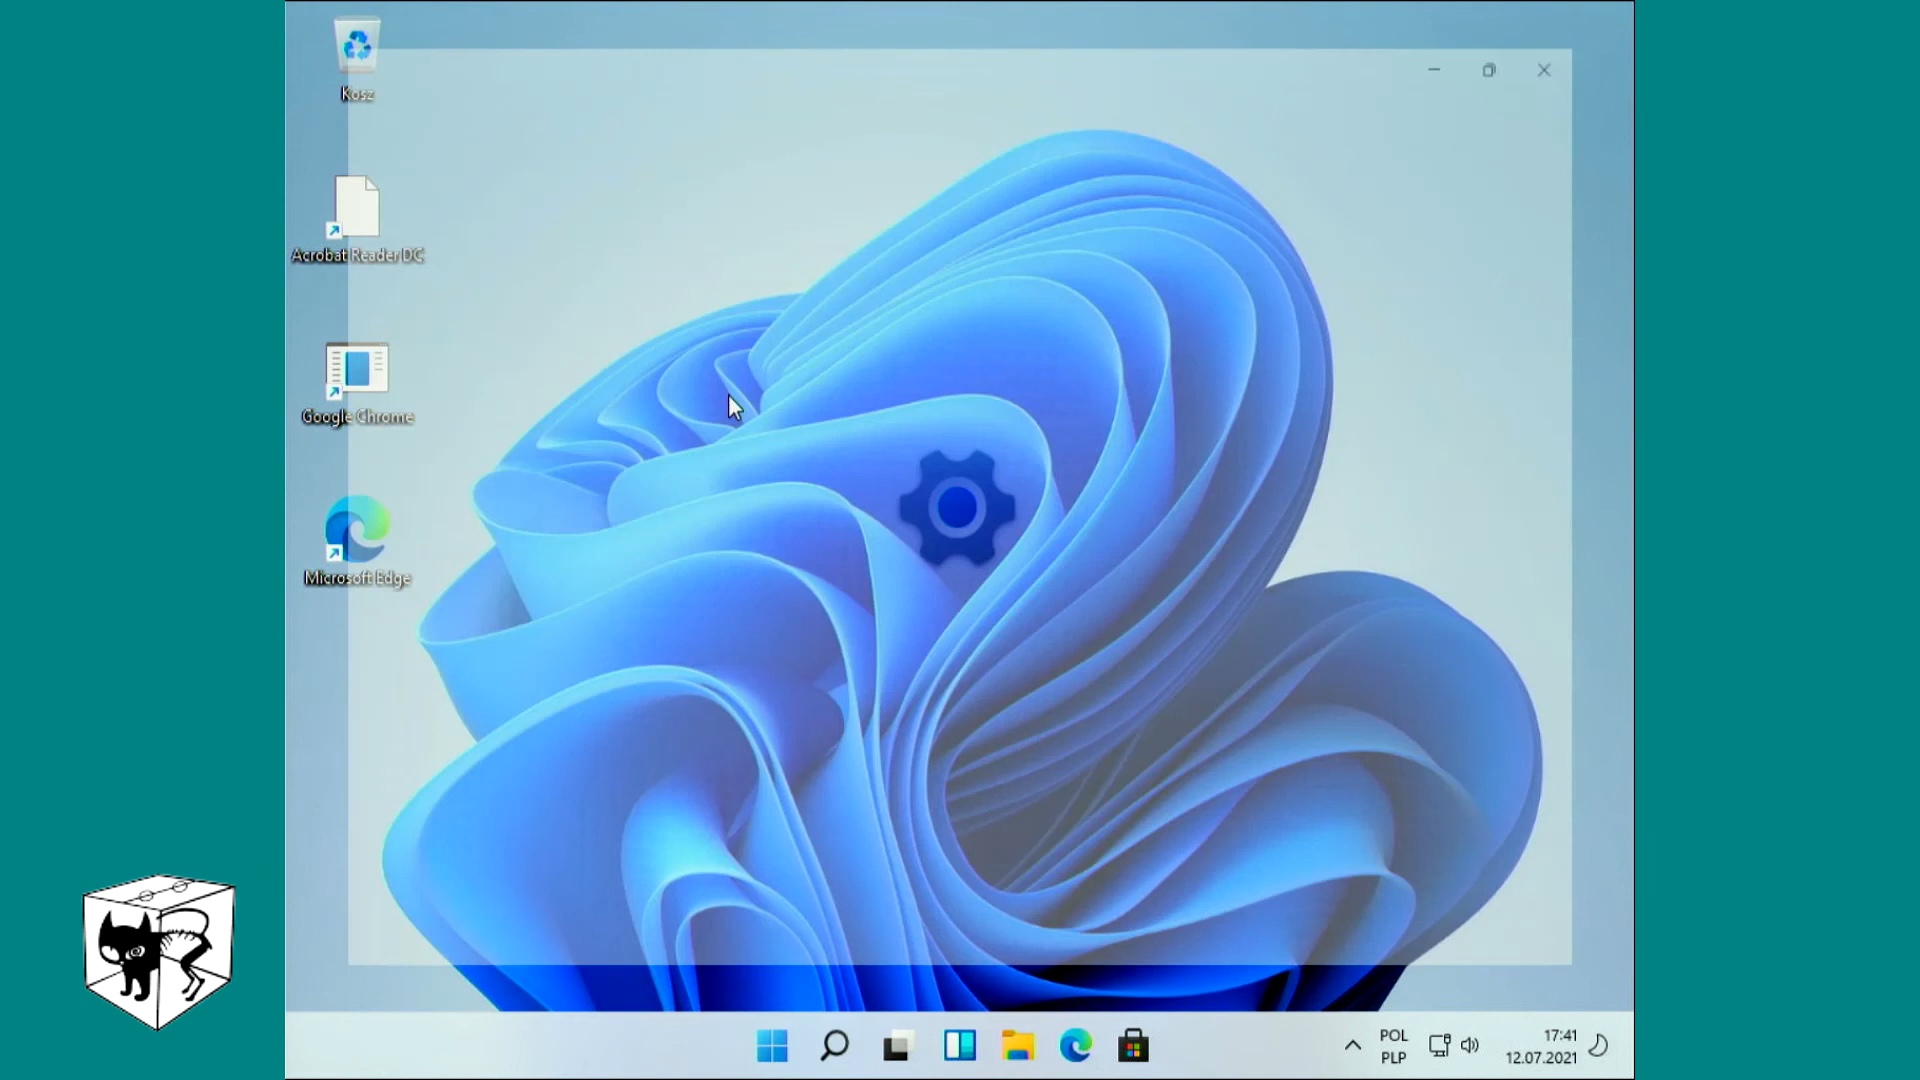 Kosz
Acrobat Reader DC
Google Chrome
Microsoft Edge
POL
PLP
17:41
12.07.2021